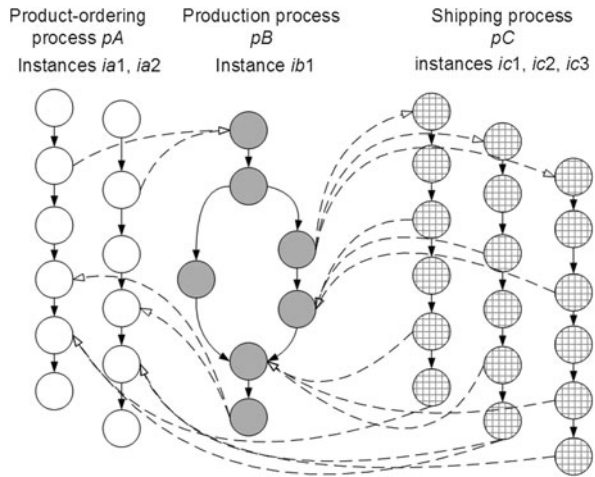 Product-ordering
process pA
Instances ia1, ia2
Production process
pB
Instance ib1
Shipping process
pC
instances ic1, ic2, ic3